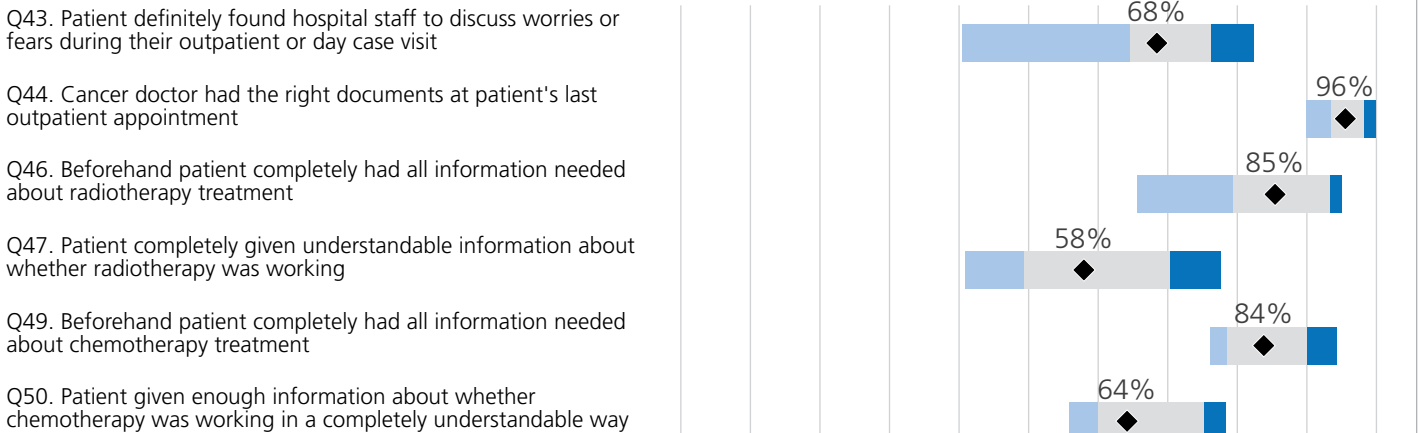 Q43. Patient definitely found hospital staff to discuss worries or
fears during their outpatient or day case visit
68%
Q44. Cancer doctor had the right documents at patient's last
outpatient appointment
96%
Q46. Beforehand patient completely had all information needed
about radiotherapy treatment
85%
Q47. Patient completely given understandable information about
whether radiotherapy was working
58%
Q49. Beforehand patient completely had all information needed
about chemotherapy treatment
84%
Q50. Patient given enough information about whether
chemotherapy was working in a completely understandable way
64%